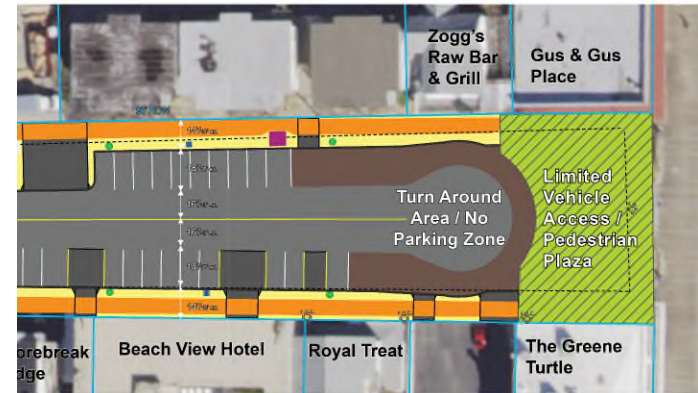 Zogg's
Raw Bar
& Grill
Gus & Gus
Place
Turn Around
Area / No
Parking Zone
Limited
Vehicle
Access /
Pedestrian
Plaza
orebreak
dge
Beach View Hotel
Royal Treat
The Greene
Turtle